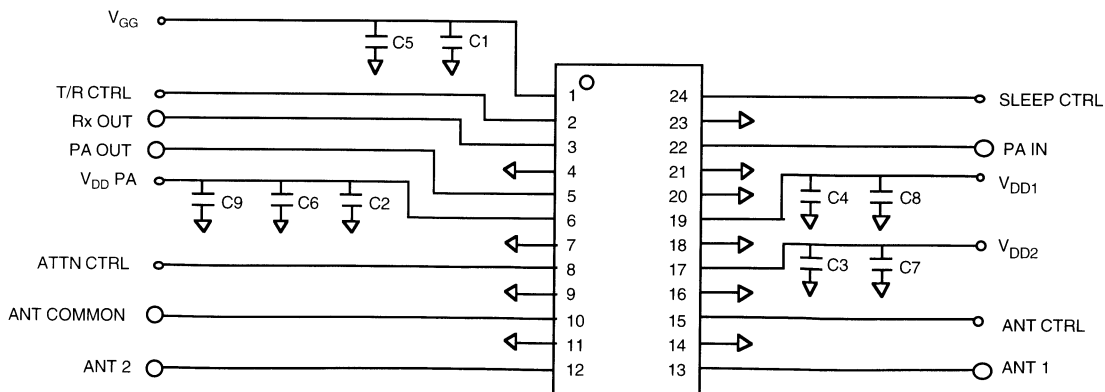 V_GG
C5
C1
T/R CTRL
Rx OUT
PA OUT
V_DD PA
C9
C6
C2
ATTN CTRL
ANT COMMON
ANT 2
1
2
3
4
5
6
7
8
9
10
11
12
24
23
22
21
20
19
18
17
16
15
14
13
SLEEP CTRL
PA IN
V_DD1
C4
C8
V_DD2
C3
C7
ANT CTRL
ANT 1